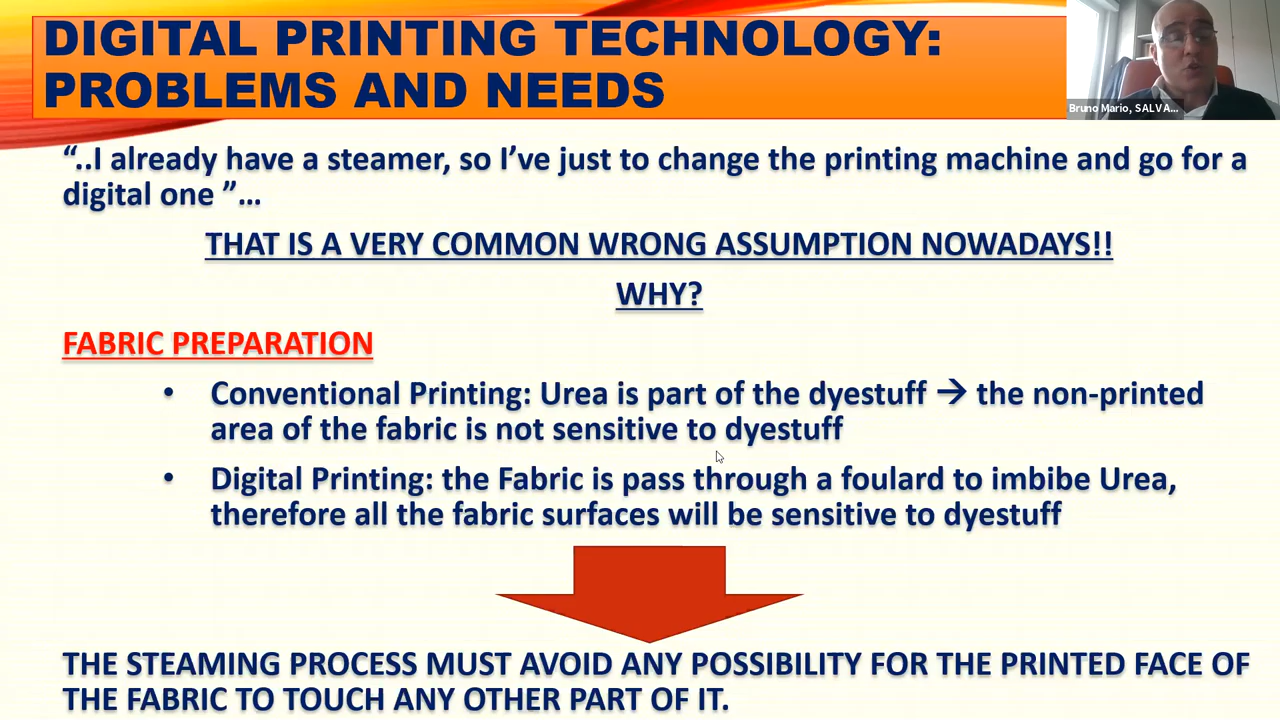 DIGITAL PRINTING TECHNOLOGY:
PROBLEMS AND NEEDS
Bruno Mario, SALVA...
“..I already have a steamer, so I’ve just to change the printing machine and go for a
digital one ”…
THAT IS A VERY COMMON WRONG ASSUMPTION NOWADAYS!!
WHY?
FABRIC PREPARATION
• Conventional Printing: Urea is part of the dyestuff → the non-printed
area of the fabric is not sensitive to dyestuff
• Digital Printing: the Fabric is pass through a foulard to imbibe Urea,
therefore all the fabric surfaces will be sensitive to dyestuff
THE STEAMING PROCESS MUST AVOID ANY POSSIBILITY FOR THE PRINTED FACE OF
THE FABRIC TO TOUCH ANY OTHER PART OF IT.